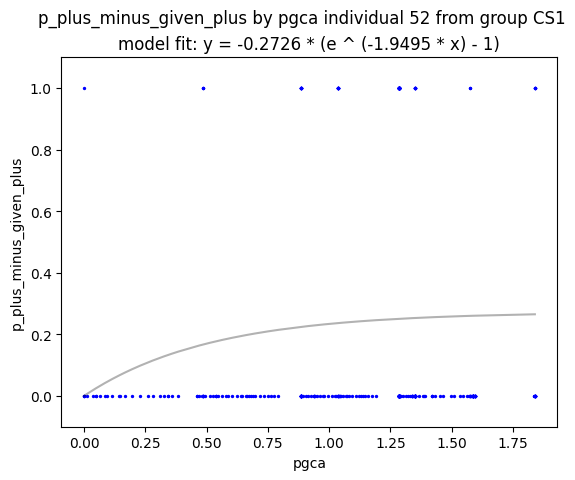 p_plus_minus_given_plus by pgca individual 52 from group CS1
model fit: y = -0.2726 * (e ^ (-1.9495 * x) - 1)
1.0
0.8
0.6
0.4
0.2
0.0
p_plus_minus_given_plus
0.00 0.25 0.50 0.75 1.00 1.25 1.50 1.75
pgca